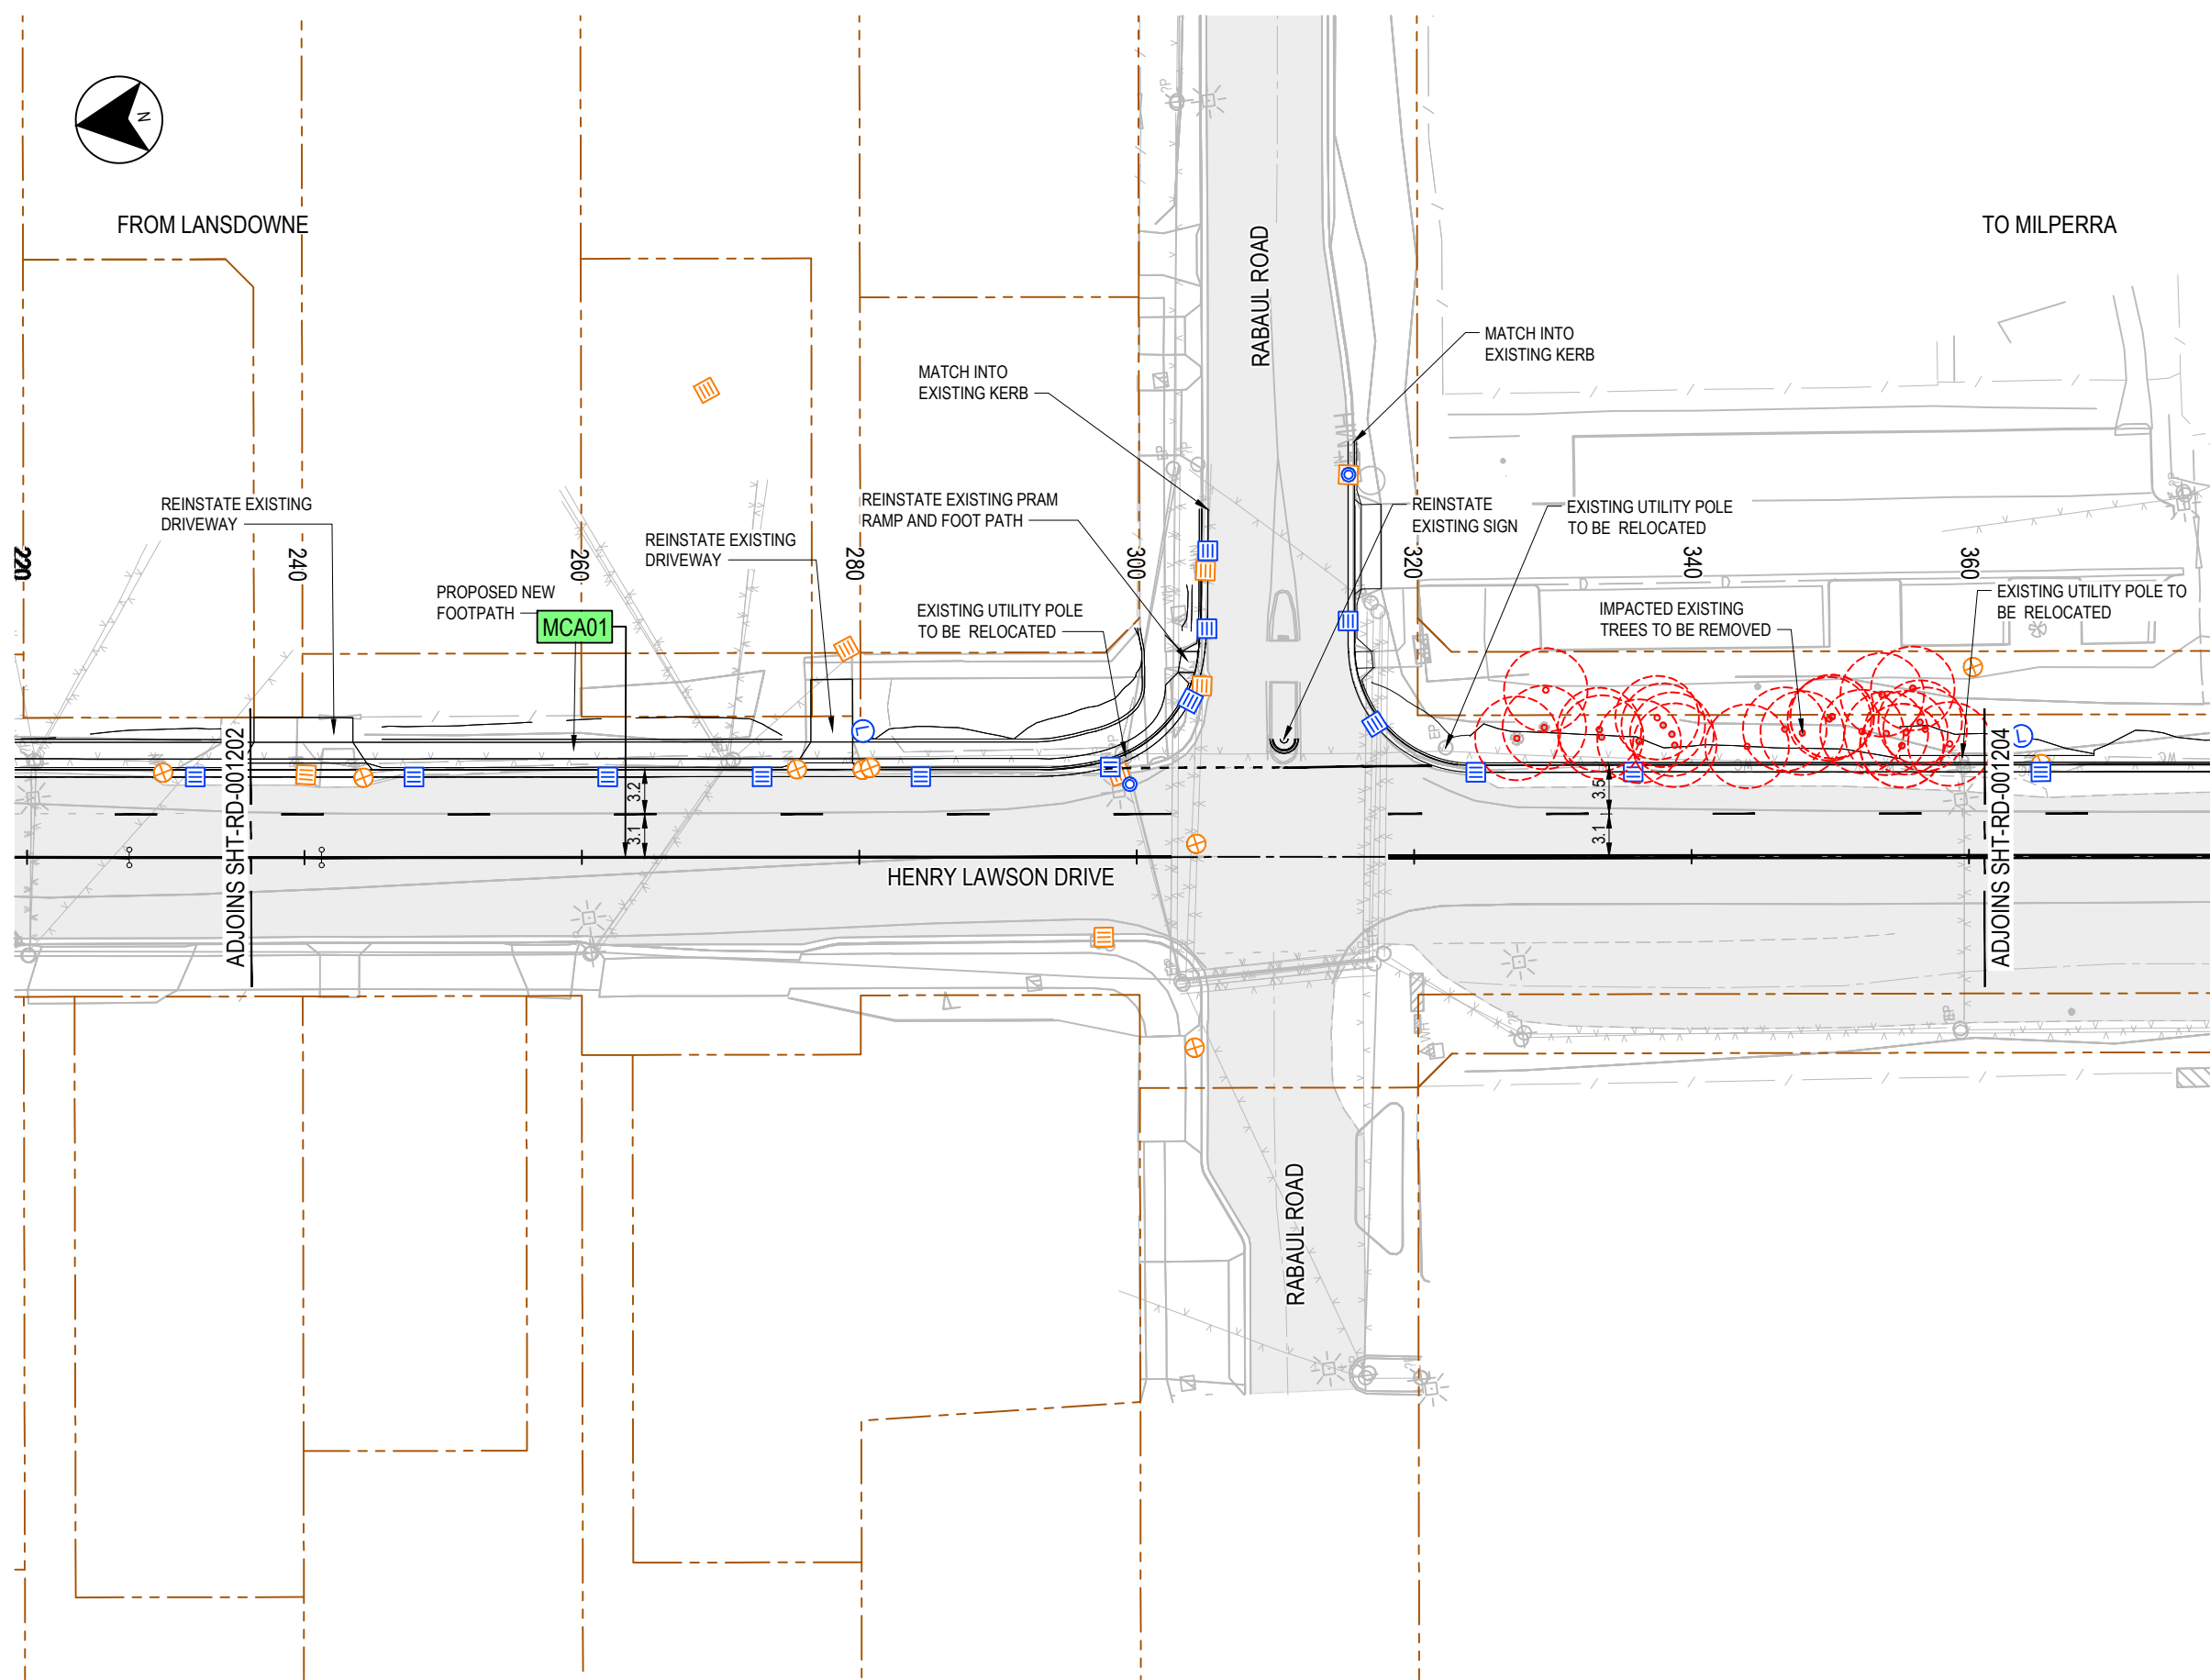 N
FROM LANSDOWNE
TO MILPERRA
RABAUL ROAD
MATCH INTO
EXISTING KERB
MATCH INTO
EXISTING KERB
REINSTATE EXISTING
DRIVEWAY
REINSTATE EXISTING
DRIVEWAY
REINSTATE EXISTING PRAM
RAMP AND FOOT PATH
REINSTATE
EXISTING SIGN
EXISTING UTILITY POLE
TO BE RELOCATED
220
240
260
280
300
320
340
360
PROPOSED NEW
FOOTPATH
MCA01
EXISTING UTILITY POLE
TO BE RELOCATED
IMPACTED EXISTING
TREES TO BE REMOVED
EXISTING UTILITY POLE TO
BE RELOCATED
L
L
3.2
3.1
3.5
3.1
ADJOINS SHT-RD-001202
ADJOINS SHT-RD-001204
HENRY LAWSON DRIVE
RABAUL ROAD